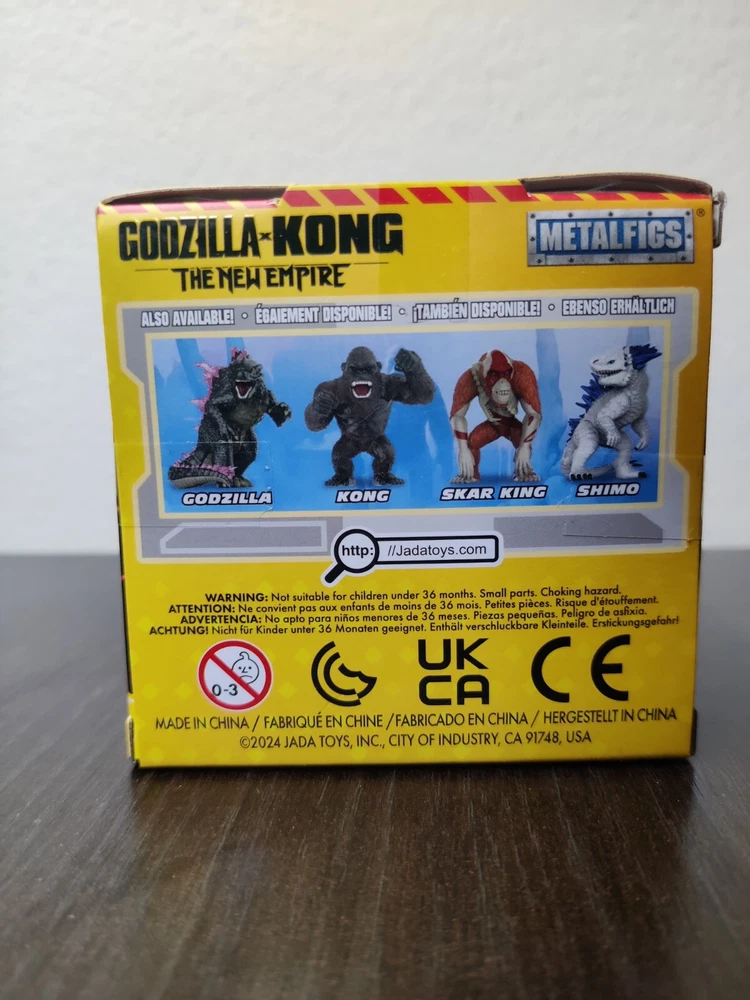 GODZILLA x KONG
THE NEW EMPIRE
METALFIGS®
ALSO AVAILABLE! • ÉGALEMENT DISPONIBLE! • ¡TAMBIÉN DISPONIBLE! • EBENSO ERHÄLTLICH
GODZILLA
KONG
SKAR KING
SHIMO
http: //Jadatoys.com
WARNING: Not suitable for children under 36 months. Small parts. Choking hazard.
ATTENTION: Ne convient pas aux enfants de moins de 36 mois. Petites pièces. Risque d'étouffement.
ADVERTENCIA: No apto para niños menores de 36 meses. Piezas pequeñas. Peligro de asfixia.
ACHTUNG! Nicht für Kinder unter 36 Monaten geeignet. Enthält verschluckbare Kleinteile. Erstickungsgefahr!
0-3
UK
CA
CE
MADE IN CHINA / FABRIQUÉ EN CHINE / FABRICADO EN CHINA / HERGESTELLT IN CHINA
©2024 JADA TOYS, INC., CITY OF INDUSTRY, CA 91748, USA